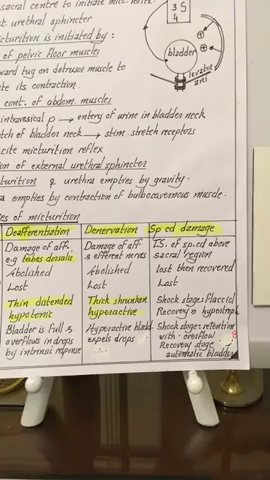 sacral centre to initiate mict. reflex.
3 S
4
t. urethral sphincter
micturition is initiated by :
of pelvic floor muscles
bladder
ward tug on detrusor muscle to
te its contraction.
levator
ani
cont. of abdom. muscles
intravesical p → entery of urine in bladder neck
tch of bladder neck → stim. stretch receptors
cite micturition reflex
on of external urethral sphincter
turition & urethra empties by gravity.
a empties by contraction of bulbocavernous muscle.
es of micturition
Deafferentiation Denervation Sp cd damage
Damage of aff. Damage of aff T.S. of sp.cd above
e.g tabes dorsalis & efferent nerves sacral region
Abolished Abolished lost then recovered
Lost Lost Lost
Thin distended Thick shrunken Shock stage: flaccid
hypotonic hyperactive Recovery → hypotroph
Bladder is full & Hyperactive bladd. Shock stage: retention
overflows in drops expels drops with overflow
by intrinsic response Recovery stage
automatic bladder